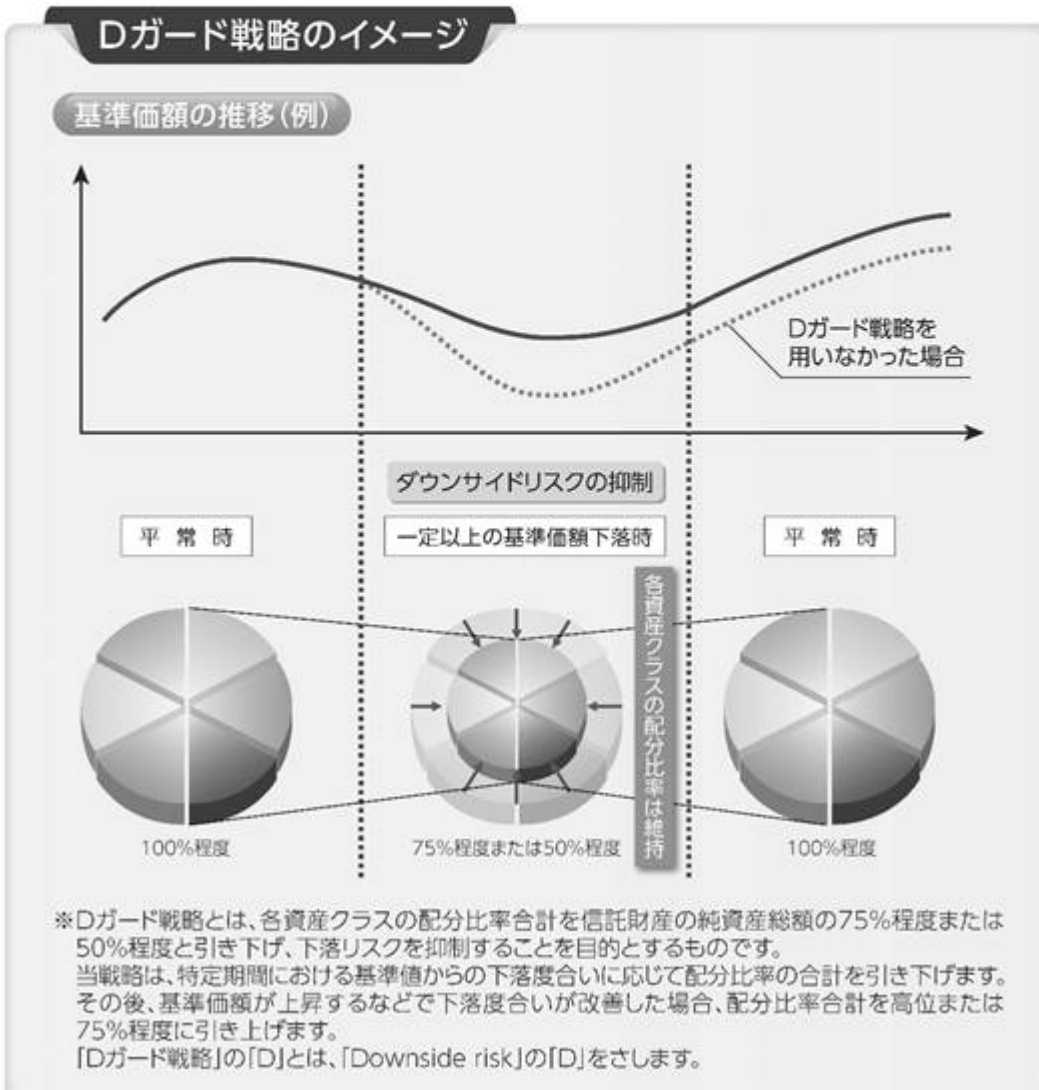 Dガード戦略のイメージ
基準価額の推移(例)
Dガード戦略を
用いなかった場合
ダウンサイドリスクの抑制
平常時
一定以上の基準価額下落時
平常時
各資産クラスの配分比率は維持
100%程度
75%程度または50%程度
100%程度
※Dガード戦略とは、各資産クラスの配分比率合計を信託財産の純資産総額の75%程度または
50%程度と引き下げ、下落リスクを抑制することを目的とするものです。
当戦略は、特定期間における基準値からの下落度合いに応じて配分比率の合計を引き下げます。
その後、基準価額が上昇するなどで下落度合いが改善した場合、配分比率合計を高位または
75%程度に引き上げます。
「Dガード戦略」の「D」とは、「Downside risk」の「D」をさします。